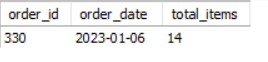 order_id order_date total_items
330 2023-01-06 14